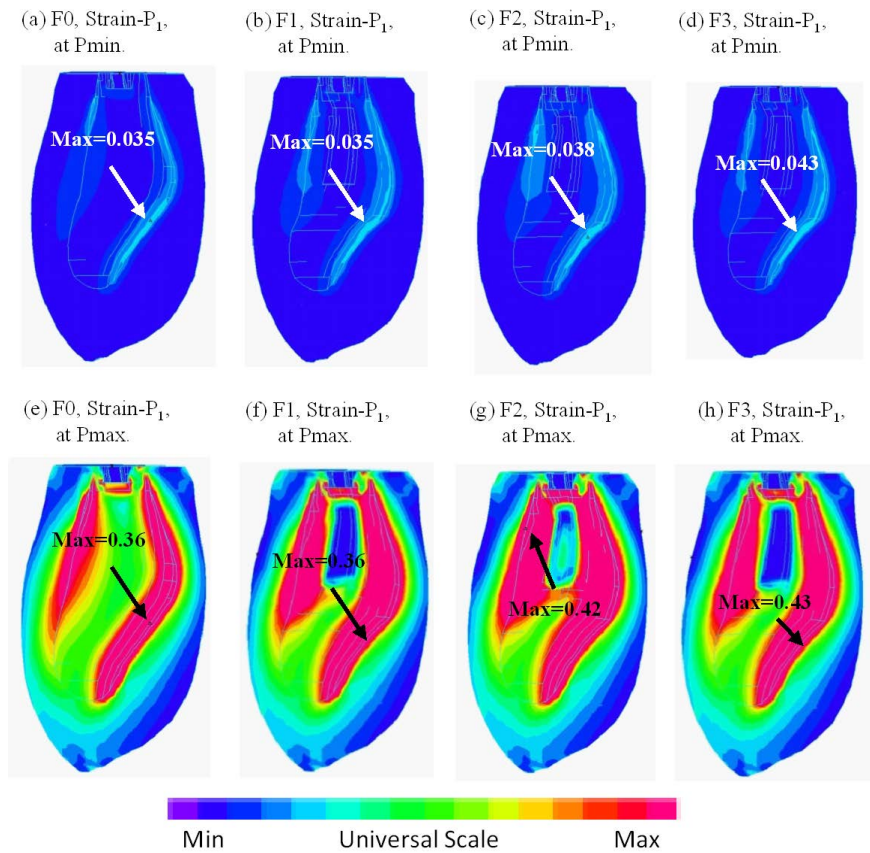 (a) F0, Strain-P1,
at Pmin.
(b) F1, Strain-P1,
at Pmin.
(c) F2, Strain-P1,
at Pmin.
(d) F3, Strain-P1,
at Pmin.
Max=0.035
Max=0.035
Max=0.038
Max=0.043
(e) F0, Strain-P1,
at Pmax.
(f) F1, Strain-P1,
at Pmax.
(g) F2, Strain-P1,
at Pmax.
(h) F3, Strain-P1,
at Pmax.
Max=0.36
Max=0.36
Max=0.42
Max=0.43
Min Universal Scale Max